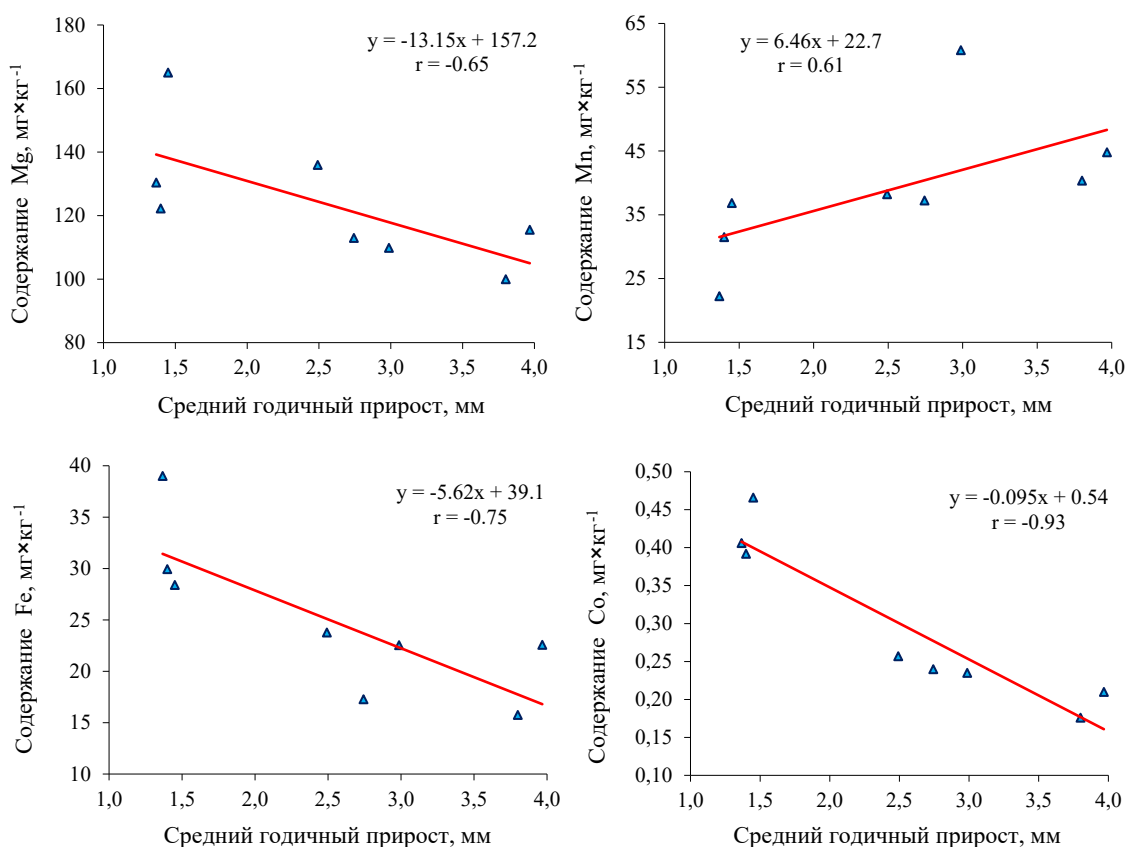 180
160
140
120
100
80
1,0 1,5 2,0 2,5 3,0 3,5 4,0
Содержание Mg, мг×кг⁻¹
Средний годичный прирост, мм
y = -13.15x + 157.2
r = -0.65
65
55
45
35
25
15
1,0 1,5 2,0 2,5 3,0 3,5 4,0
Содержание Mn, мг×кг⁻¹
Средний годичный прирост, мм
y = 6.46x + 22.7
r = 0.61
40
35
30
25
20
15
10
1,0 1,5 2,0 2,5 3,0 3,5 4,0
Содержание Fe, мг×кг⁻¹
Средний годичный прирост, мм
y = -5.62x + 39.1
r = -0.75
0,50
0,45
0,40
0,35
0,30
0,25
0,20
0,15
0,10
1,0 1,5 2,0 2,5 3,0 3,5 4,0
Содержание Co, мг×кг⁻¹
Средний годичный прирост, мм
y = -0.095x + 0.54
r = -0.93